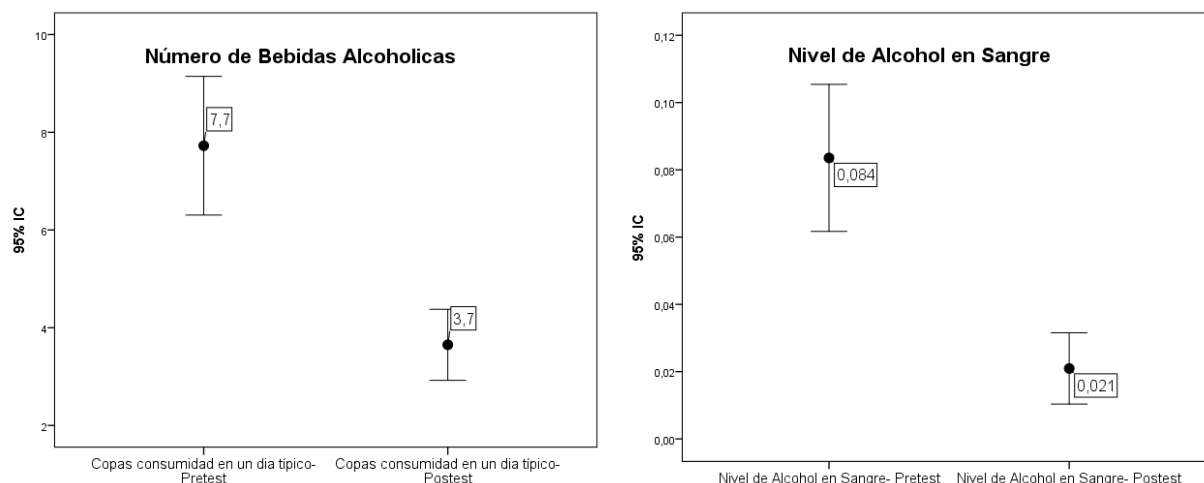 Número de Bebidas Alcoholicas
95% IC
10
8
6
4
2
7,7
3,7
Copas consumidad en un dia típico-
Pretest
Copas consumidad en un dia típico-
Postest
Nivel de Alcohol en Sangre
95% IC
0,12
0,10
0,08
0,06
0,04
0,02
0,00
0,084
0,021
Nivel de Alcohol en Sangre- Pretest
Nivel de Alcohol en Sangre- Postest